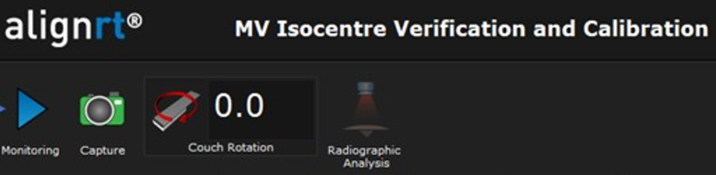 alignrt®
MV Isocentre Verification and Calibration
0.0
Monitoring
Capture
Couch Rotation
Radiographic
Analysis